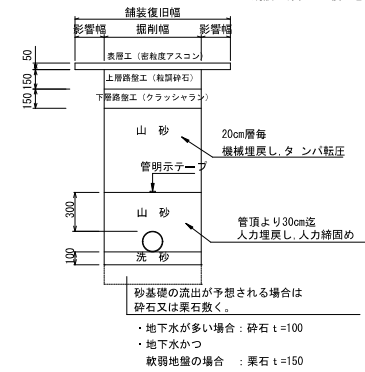 舗装復旧幅
影響幅 掘削幅 影響幅
50
表層工（密粒度アスコン）
150
上層路盤工（粒調砕石）
150
下層路盤工（クラッシャラン）
山 砂
20cm層毎
機械埋戻し,タンパ転圧
管明示テープ
300
山 砂
管頂より30cm迄
人力埋戻し,人力締固め
100
洗 砂
砂基礎の流出が予想される場合は
砕石又は栗石敷く。
・地下水が多い場合：砕石ｔ=100
・地下水かつ
軟弱地盤の場合 ：栗石ｔ=150